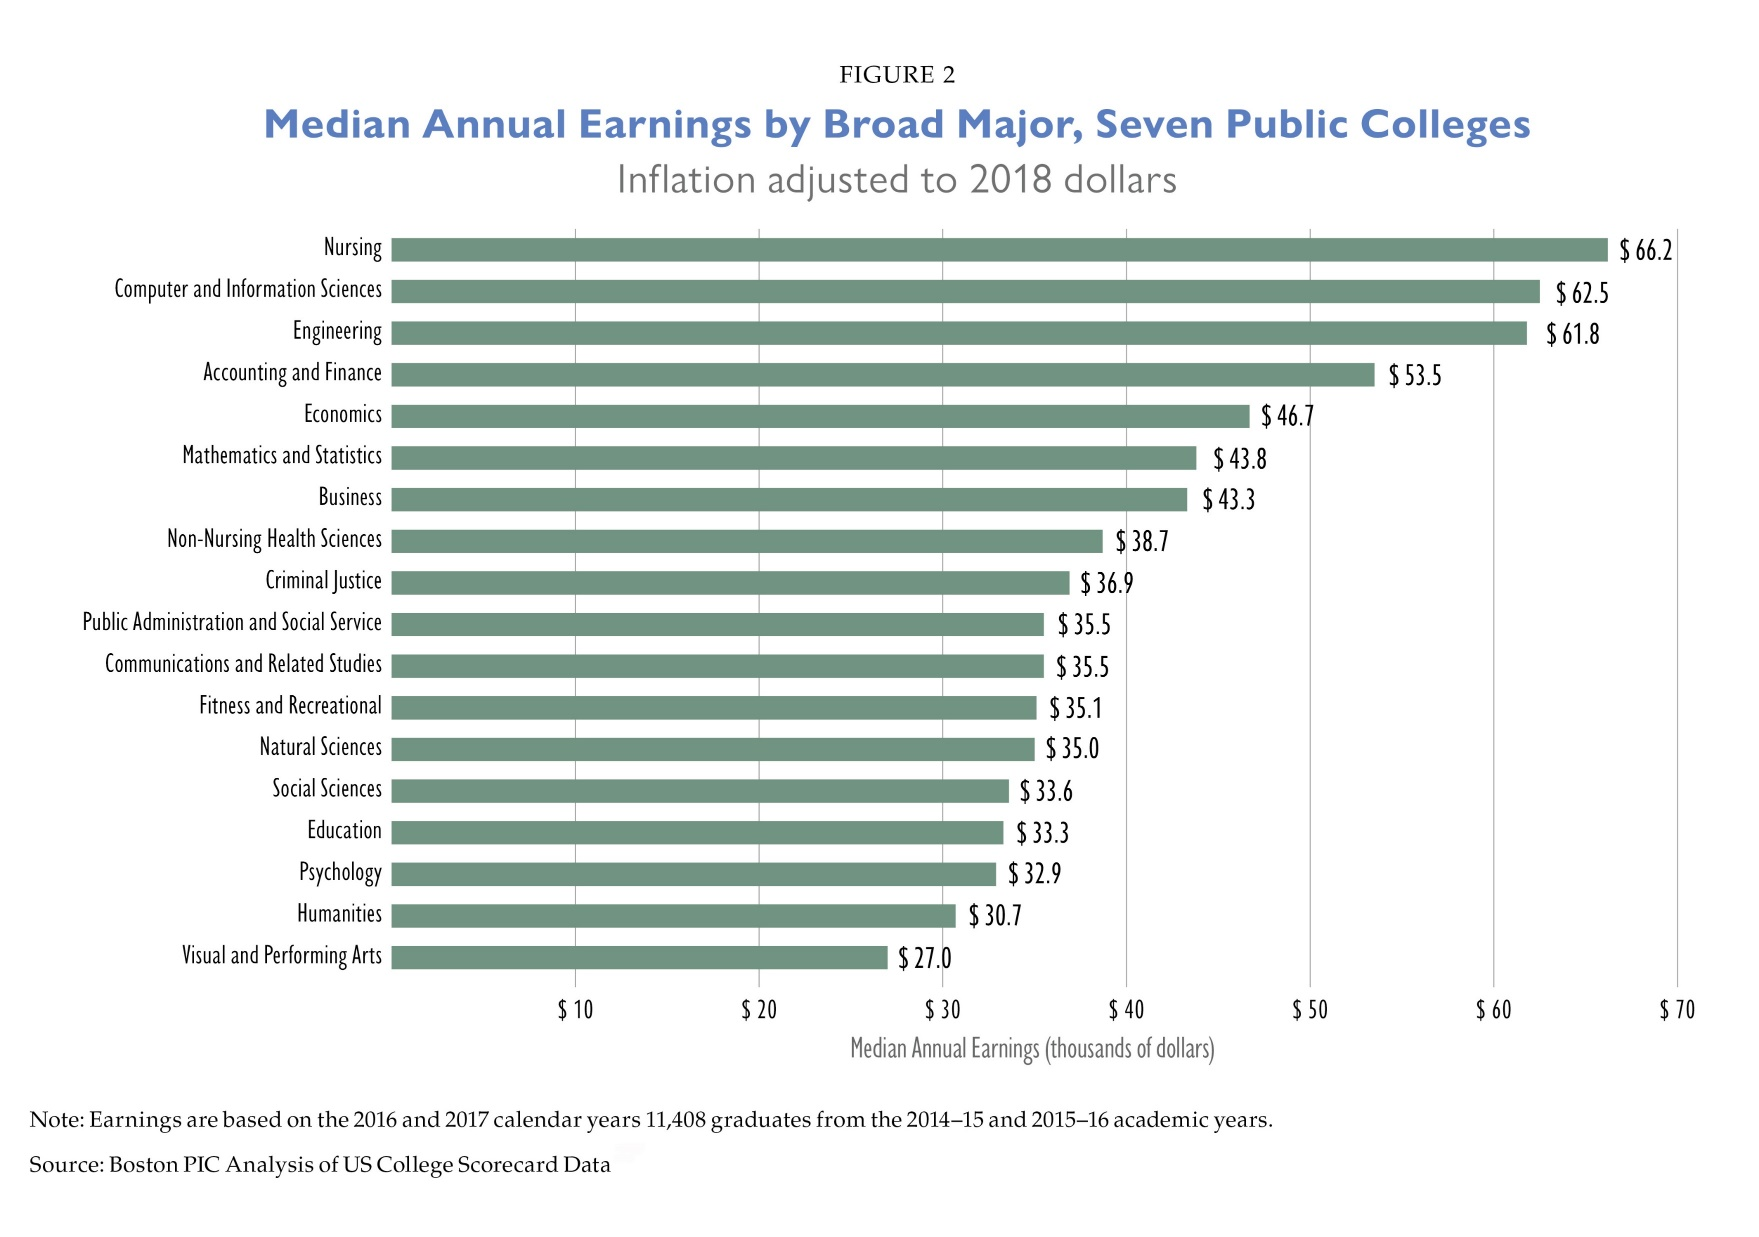 FIGURE 2
Median Annual Earnings by Broad Major, Seven Public Colleges
Inflation adjusted to 2018 dollars
Nursing $ 66.2
Computer and Information Sciences $ 62.5
Engineering $ 61.8
Accounting and Finance $ 53.5
Economics $ 46.7
Mathematics and Statistics $ 43.8
Business $ 43.3
Non-Nursing Health Sciences $ 38.7
Criminal Justice $ 36.9
Public Administration and Social Service $ 35.5
Communications and Related Studies $ 35.5
Fitness and Recreational $ 35.1
Natural Sciences $ 35.0
Social Sciences $ 33.6
Education $ 33.3
Psychology $ 32.9
Humanities $ 30.7
Visual and Performing Arts $ 27.0
$ 10 $ 20 $ 30 $ 40 $ 50 $ 60 $ 70
Median Annual Earnings (thousands of dollars)
Note: Earnings are based on the 2016 and 2017 calendar years 11,408 graduates from the 2014–15 and 2015–16 academic years.
Source: Boston PIC Analysis of US College Scorecard Data